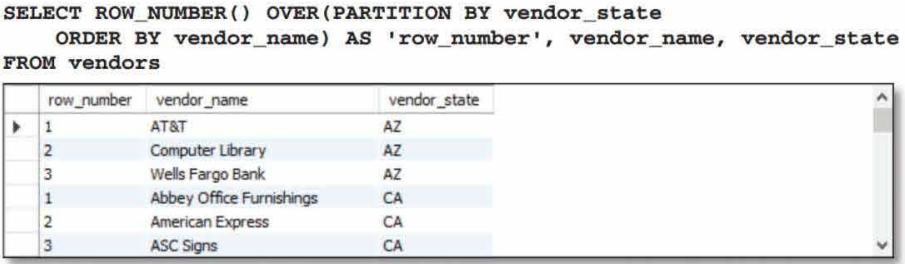 SELECT ROW_NUMBER() OVER(PARTITION BY vendor_state
ORDER BY vendor_name) AS 'row_number', vendor_name, vendor_state
FROM vendors
row_number vendor_name vendor_state
1 AT&T AZ
2 Computer Library AZ
3 Wells Fargo Bank AZ
1 Abbey Office Furnishings CA
2 American Express CA
3 ASC Signs CA